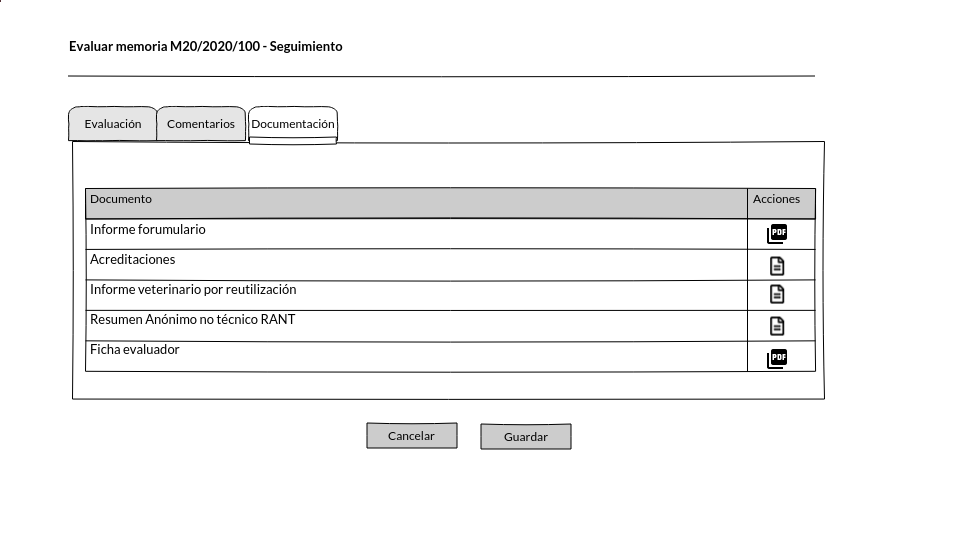 Evaluar memoria M20/2020/100 - Seguimiento
Evaluación Comentarios Documentación
Documento Acciones
Informe forumulario PDF
Acreditaciones
Informe veterinario por reutilización
Resumen Anónimo no técnico RANT
Ficha evaluador PDF
Cancelar Guardar